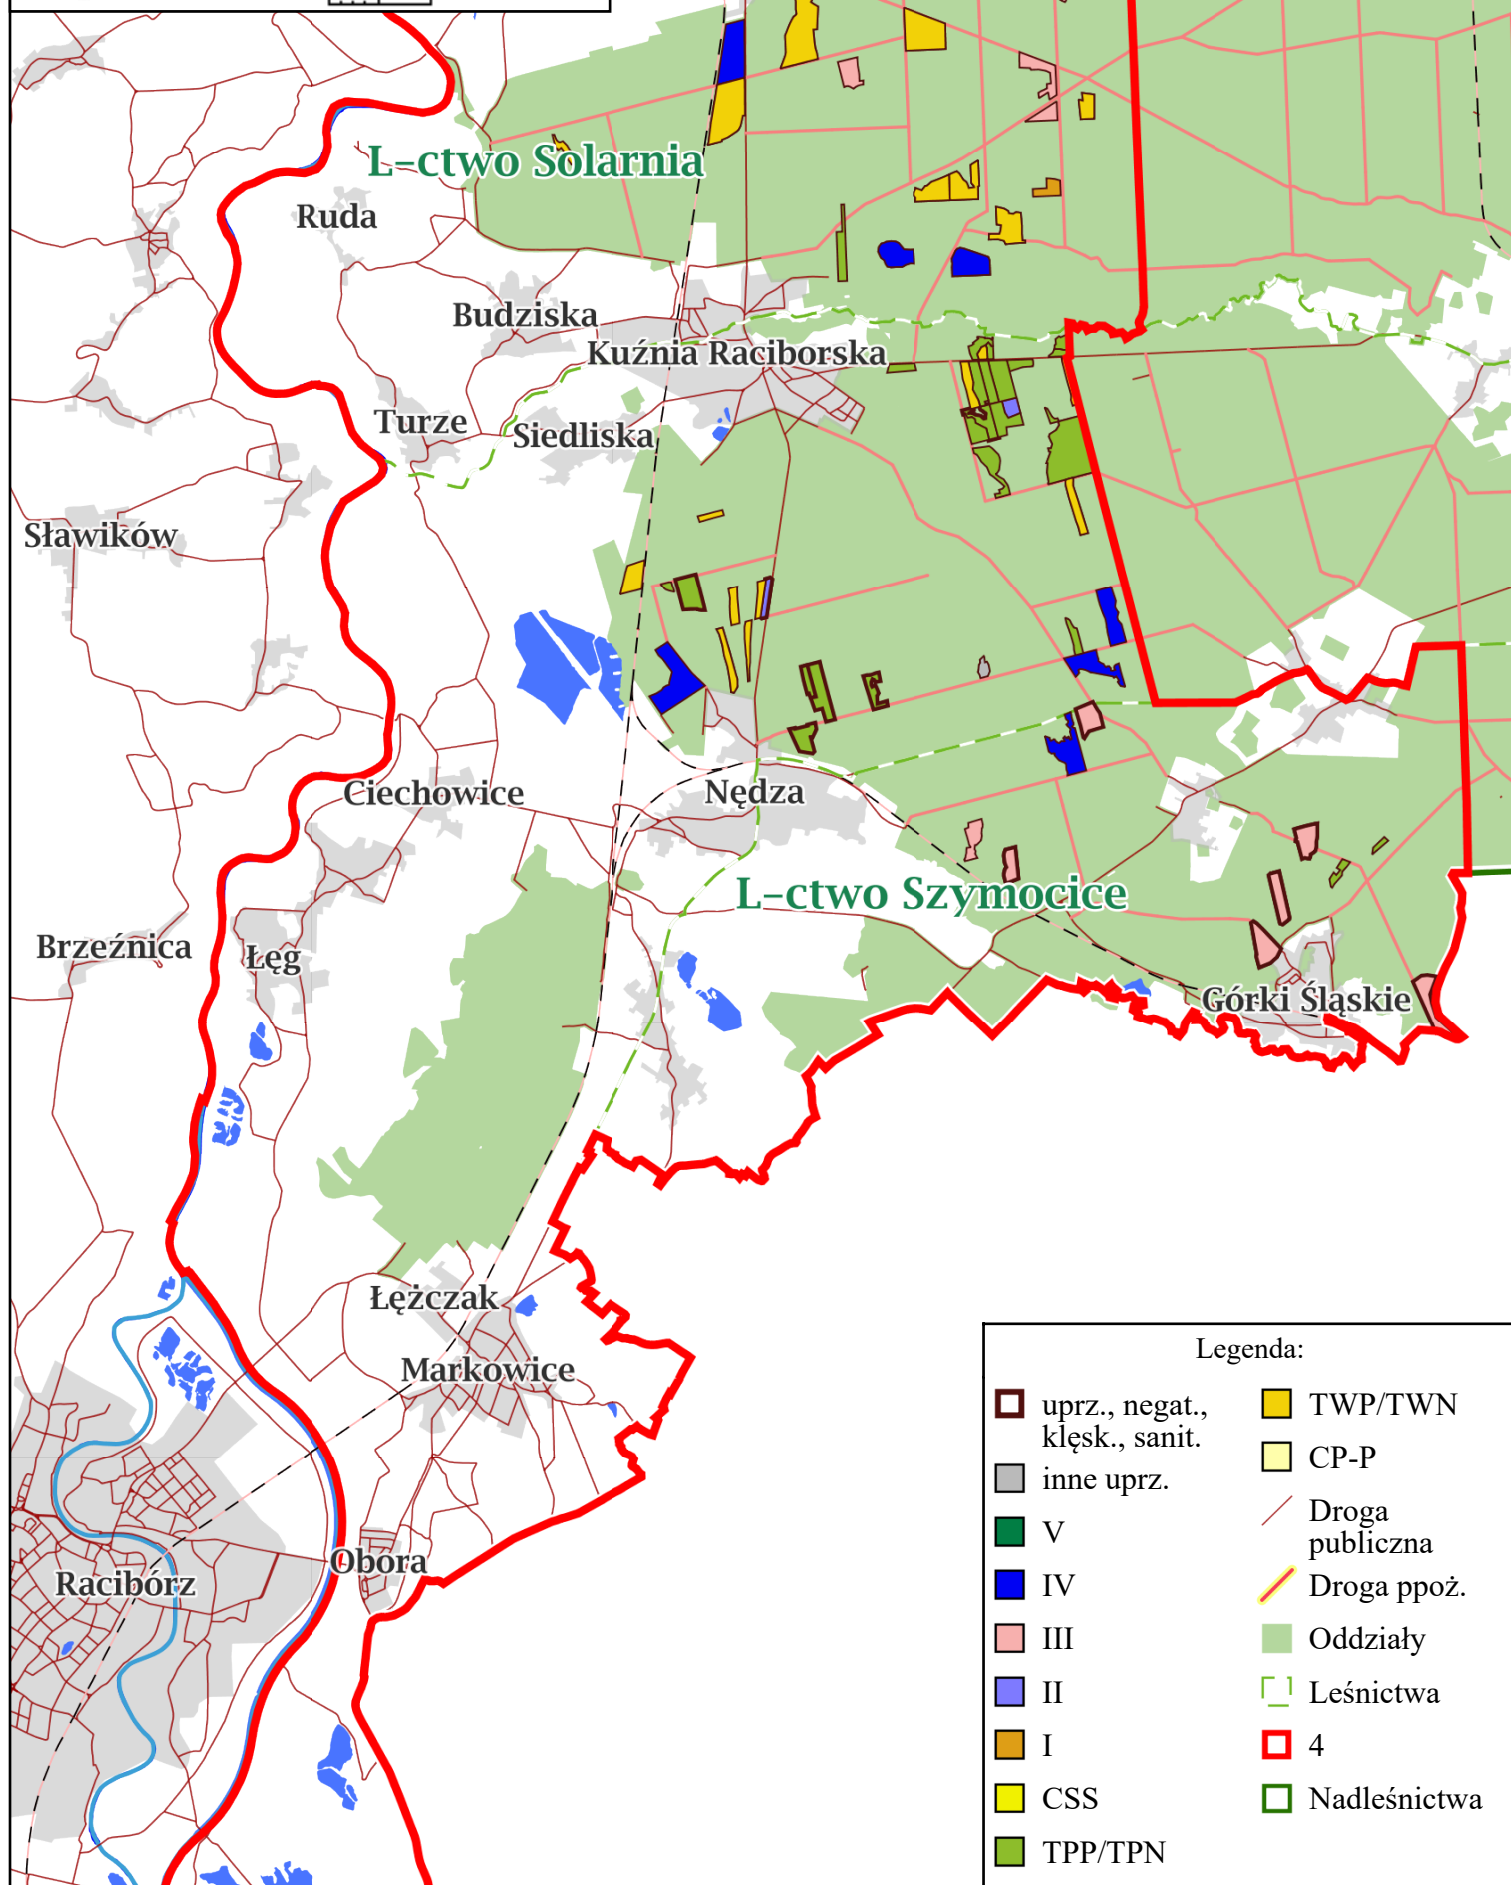 L–ctwo Solarnia
Ruda
Budziska
Kuźnia Raciborska
Turze
Siedliska
Sławików
Ciechowice
Nędza
L–ctwo Szymocice
Brzeźnica
Łęg
Górki Śląskie
Łężczak
Markowice
Obora
Racibórz
Legenda:
uprz., negat.,
klęsk., sanit.
inne uprz.
V
IV
III
II
I
CSS
TPP/TPN
TWP/TWN
CP-P
Droga
publiczna
Droga ppoż.
Oddziały
Leśnictwa
4
Nadleśnictwa